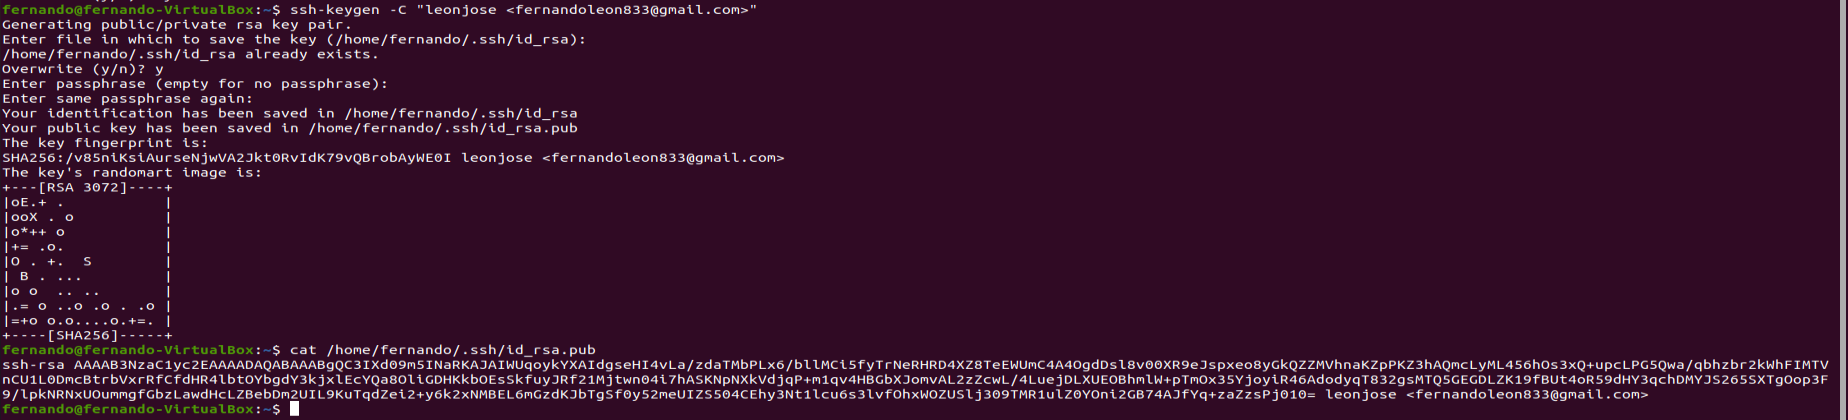 fernando@fernando-VirtualBox:~$ ssh-keygen -C "leonjose <fernandoleon833@gmail.com>"
Generating public/private rsa key pair.
Enter file in which to save the key (/home/fernando/.ssh/id_rsa):
/home/fernando/.ssh/id_rsa already exists.
Overwrite (y/n)? y
Enter passphrase (empty for no passphrase):
Enter same passphrase again:
Your identification has been saved in /home/fernando/.ssh/id_rsa
Your public key has been saved in /home/fernando/.ssh/id_rsa.pub
The key fingerprint is:
SHA256:/v85niKsiAurseNjwVA2Jkt0RvIdK79vQBrobAyWE0I leonjose <fernandoleon833@gmail.com>
The key's randomart image is:
+---[RSA 3072]----+
|oE.+ .           |
|ooX . o          |
|o*++ o           |
|+= .o.           |
|O . +.  S        |
| B . ...         |
|o o  .. ..       |
|.= o ..o .o . .o |
|=+o o.o....o.+=. |
+----[SHA256]-----+
fernando@fernando-VirtualBox:~$ cat /home/fernando/.ssh/id_rsa.pub
ssh-rsa AAAAB3NzaC1yc2EAAAADAQABAAABgQC3IXd09m5INaRKAJAIWUqoykYXAIdgseHI4vLa/zdaTMbPLx6/bllMCi5fyTrNeRHRD4XZ8TeEWUmC4A4OgdDsl8v00XR9eJspxeo8yGkQZZMVhnaKZpPKZ3hAQmcLyML456hOs3xQ+upcLPG5Qwa/qbhzbr2kWhFIMTV
nCU1L0DmcBtrbVxrRfCfdHR4lbtOYbgdY3kjxlEcYQa8OliGDHKkbOEsSkfuyJRf21Mjtwn04i7hASKNpNXkVdjqP+m1qv4HBGbXJomvAL2zZcwL/4LuejDLXUEOBhmlW+pTmOx35YjoyiR46AdodyqT832gsMTQ5GEGDLZK19fBUt4oR59dHY3qchDMYJS265SXTgOop3F
9/lpkNRNxUOummgfGbzLawdHcLZBebDm2UIL9KuTqdZei2+y6k2xNMBEL6mGzdKJbTgSf0y52meUIZS504CEhy3Nt1lcu6s3lvfOhxWOZUSlj309TMR1ulZ0YOni2GB74AJfYq+zaZzsPj010= leonjose <fernandoleon833@gmail.com>
fernando@fernando-VirtualBox:~$